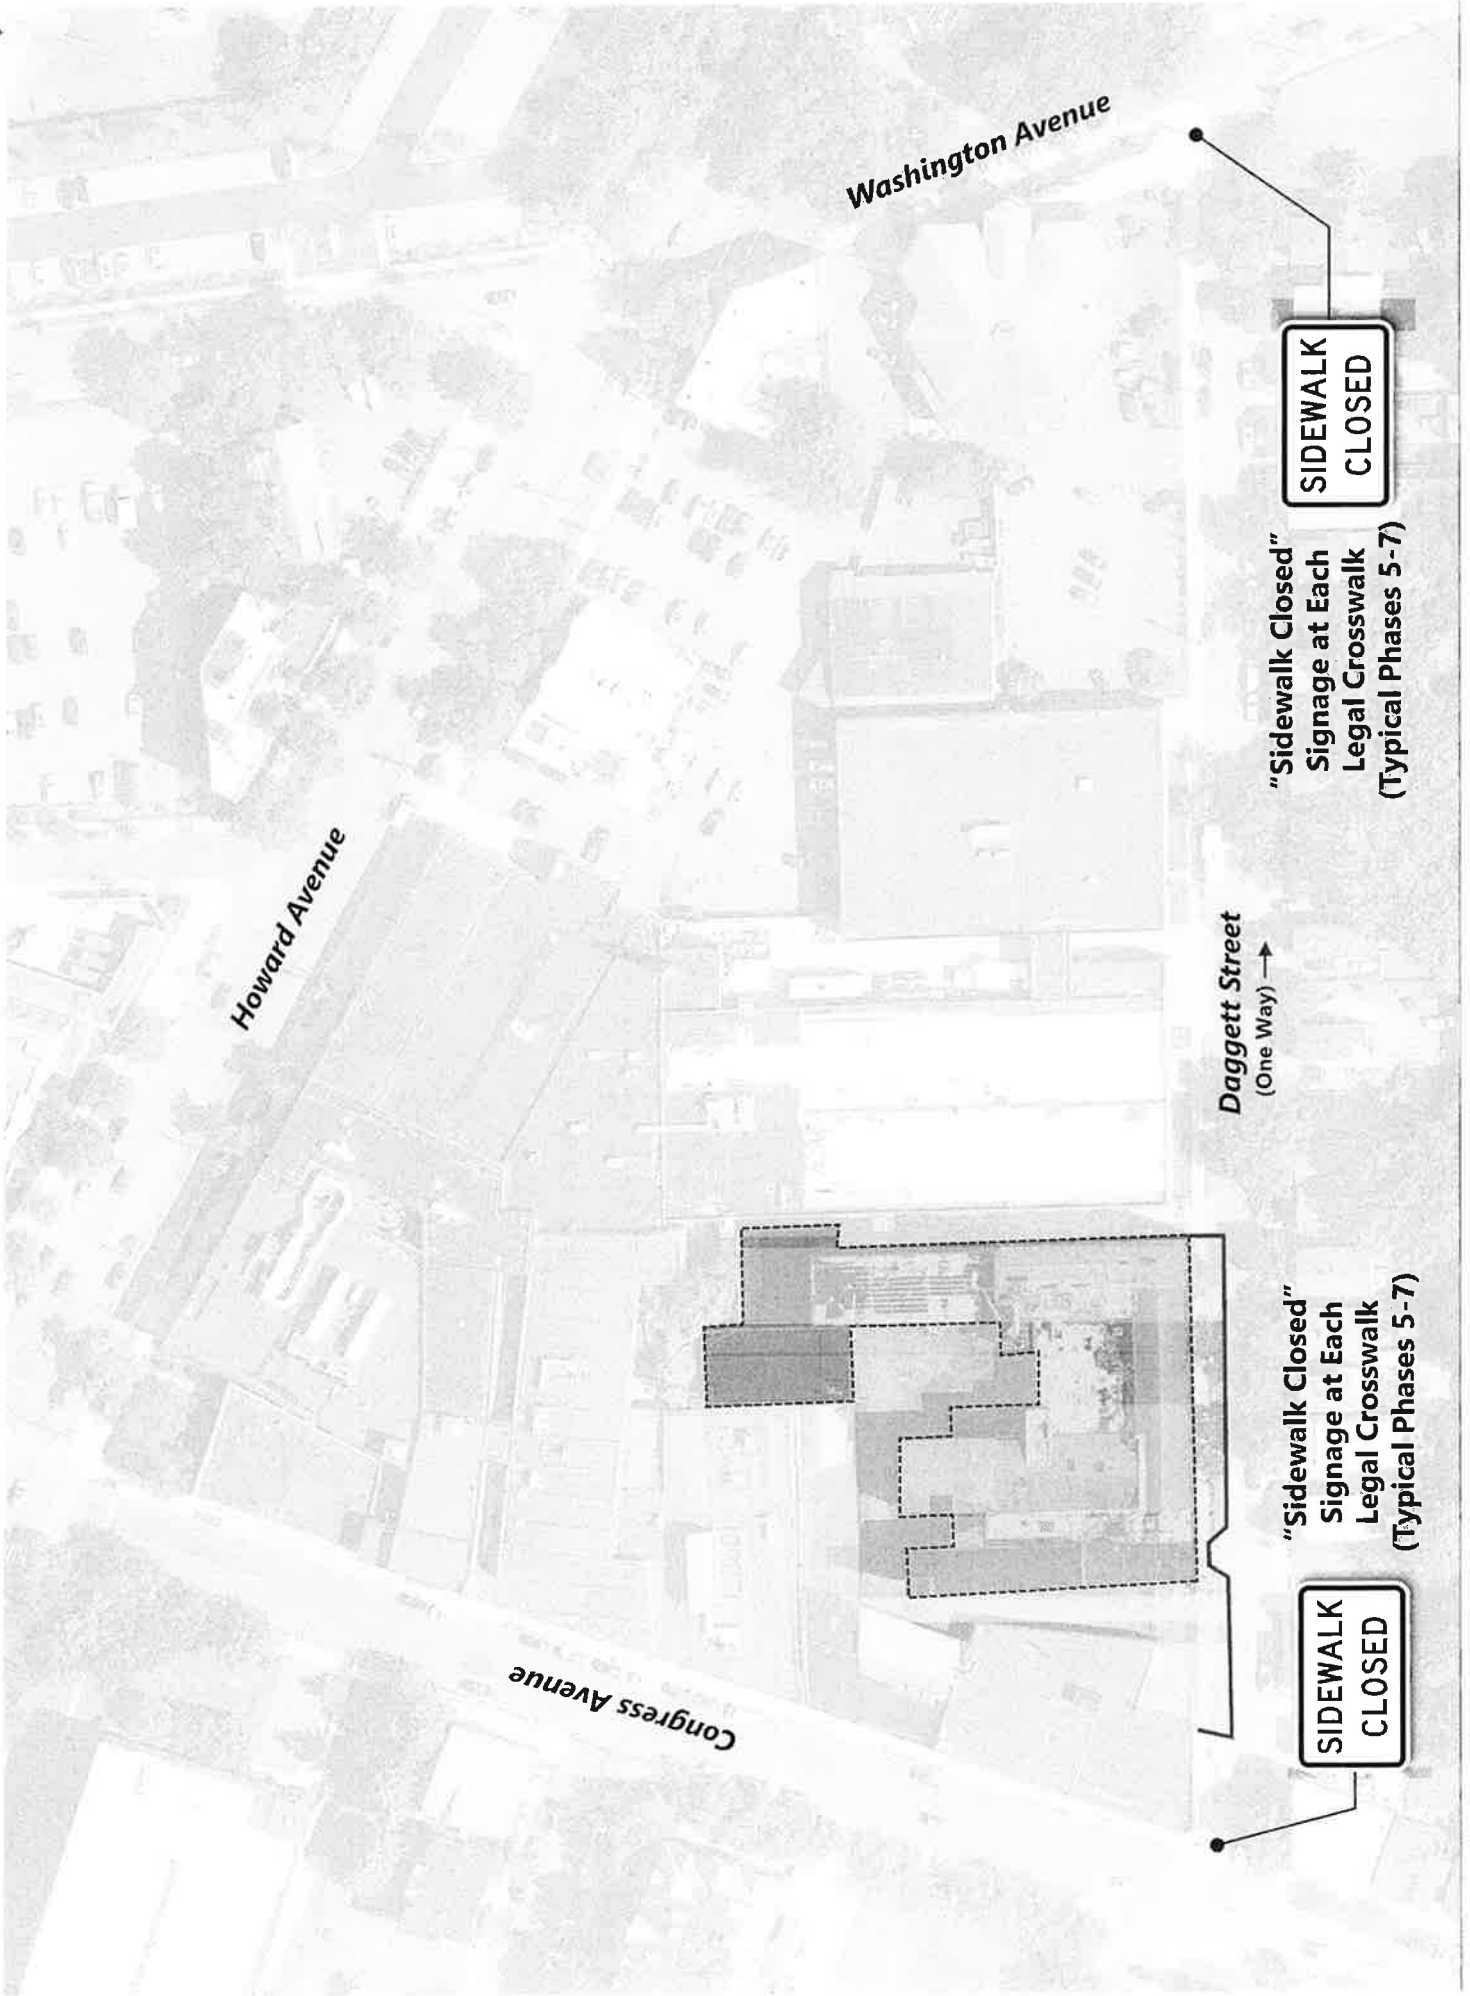 Howard Avenue
Washington Avenue
Congress Avenue
Daggett Street
(One Way)
"Sidewalk Closed"
Signage at Each
Legal Crosswalk
(Typical Phases 5-7)
SIDEWALK
CLOSED
"Sidewalk Closed"
Signage at Each
Legal Crosswalk
(Typical Phases 5-7)
SIDEWALK
CLOSED